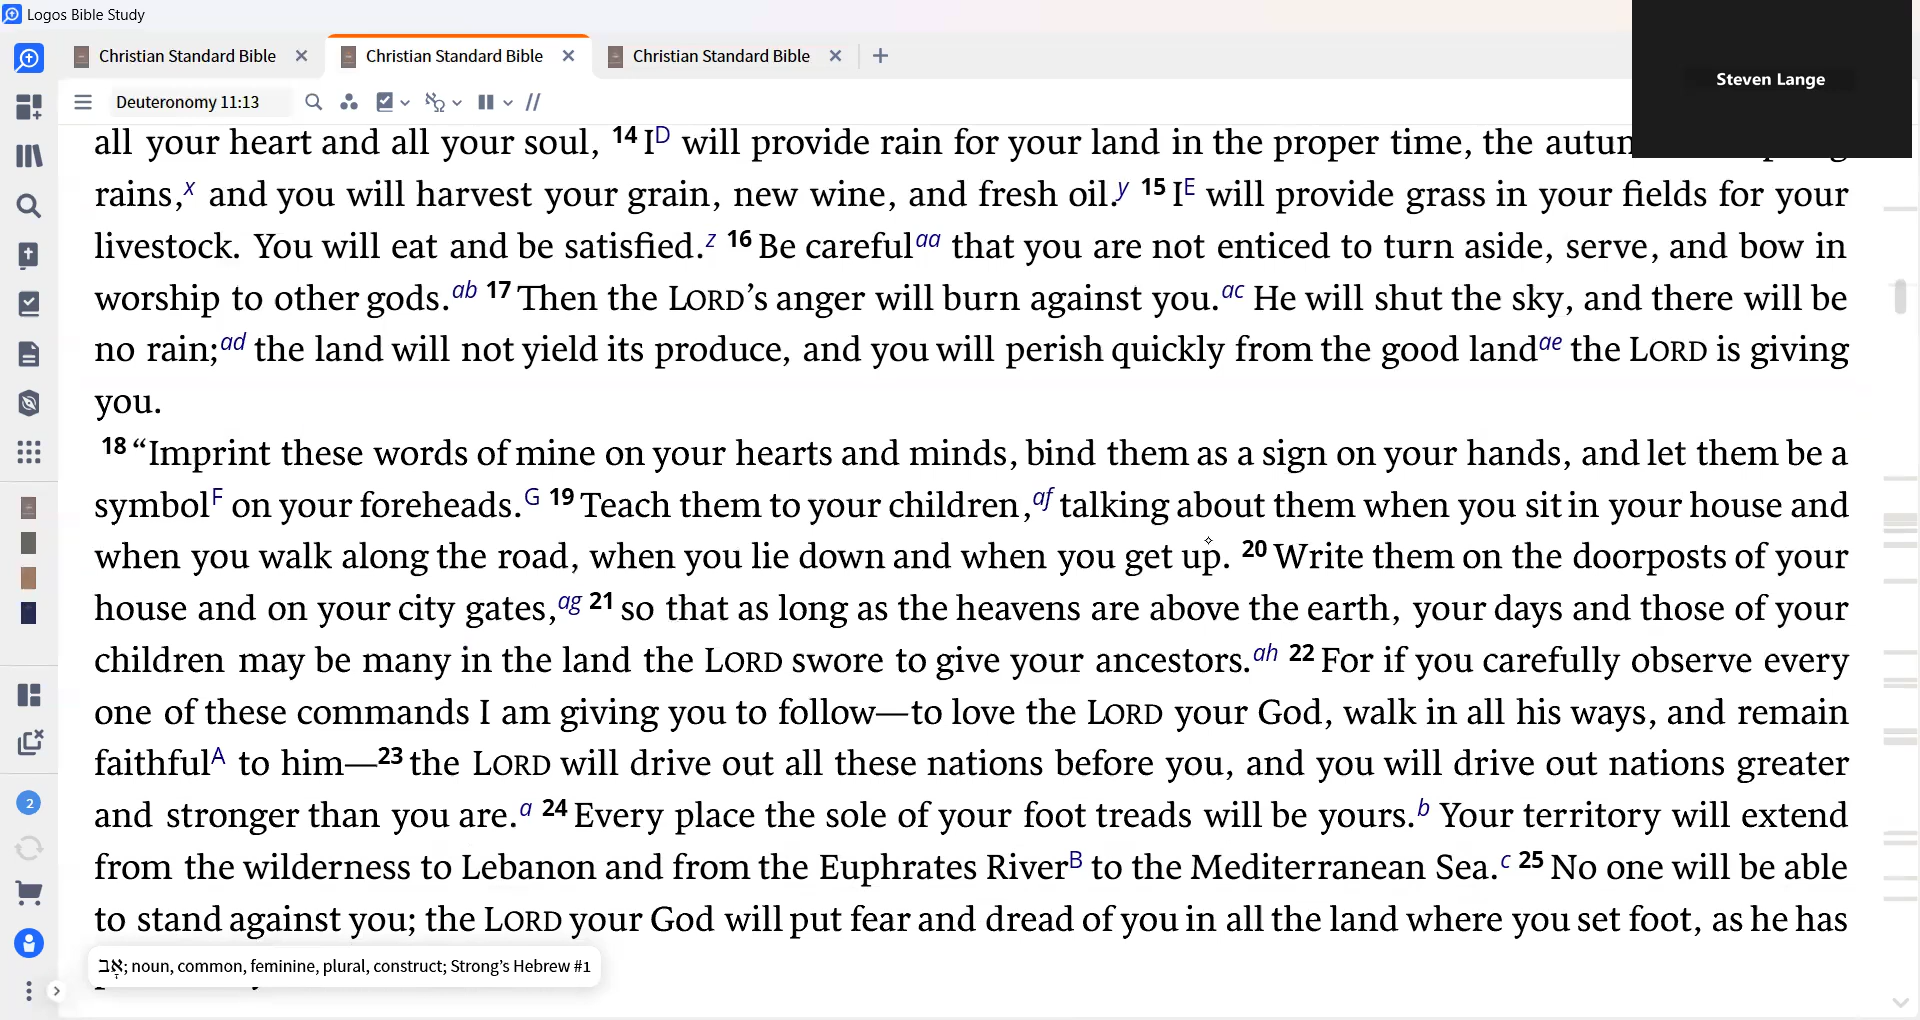 Logos Bible Study
Christian Standard Bible
Christian Standard Bible
Christian Standard Bible
Steven Lange
Deuteronomy 11:13
all your heart and all your soul, 14 I D will provide rain for your land in the proper time, the
rains, x and you will harvest your grain, new wine, and fresh oil. y 15 I E will provide grass in your fields for your
livestock. You will eat and be satisfied. z 16 Be careful aa that you are not enticed to turn aside, serve, and bow in
worship to other gods. ab 17 Then the LORD’s anger will burn against you. ac He will shut the sky, and there will be
no rain; ad the land will not yield its produce, and you will perish quickly from the good land ae the LORD is giving
you.
18 “Imprint these words of mine on your hearts and minds, bind them as a sign on your hands, and let them be a
symbol F on your foreheads. G 19 Teach them to your children, af talking about them when you sit in your house and
when you walk along the road, when you lie down and when you get up. 20 Write them on the doorposts of your
house and on your city gates, ag 21 so that as long as the heavens are above the earth, your days and those of your
children may be many in the land the LORD swore to give your ancestors. ah 22 For if you carefully observe every
one of these commands I am giving you to follow—to love the LORD your God, walk in all his ways, and remain
faithful A to him—23 the LORD will drive out all these nations before you, and you will drive out nations greater
and stronger than you are. a 24 Every place the sole of your foot treads will be yours. b Your territory will extend
from the wilderness to Lebanon and from the Euphrates River B to the Mediterranean Sea. c 25 No one will be able
to stand against you; the LORD your God will put fear and dread of you in all the land where you set foot, as he has
אָב; noun, common, feminine, plural, construct; Strong’s Hebrew #1
2